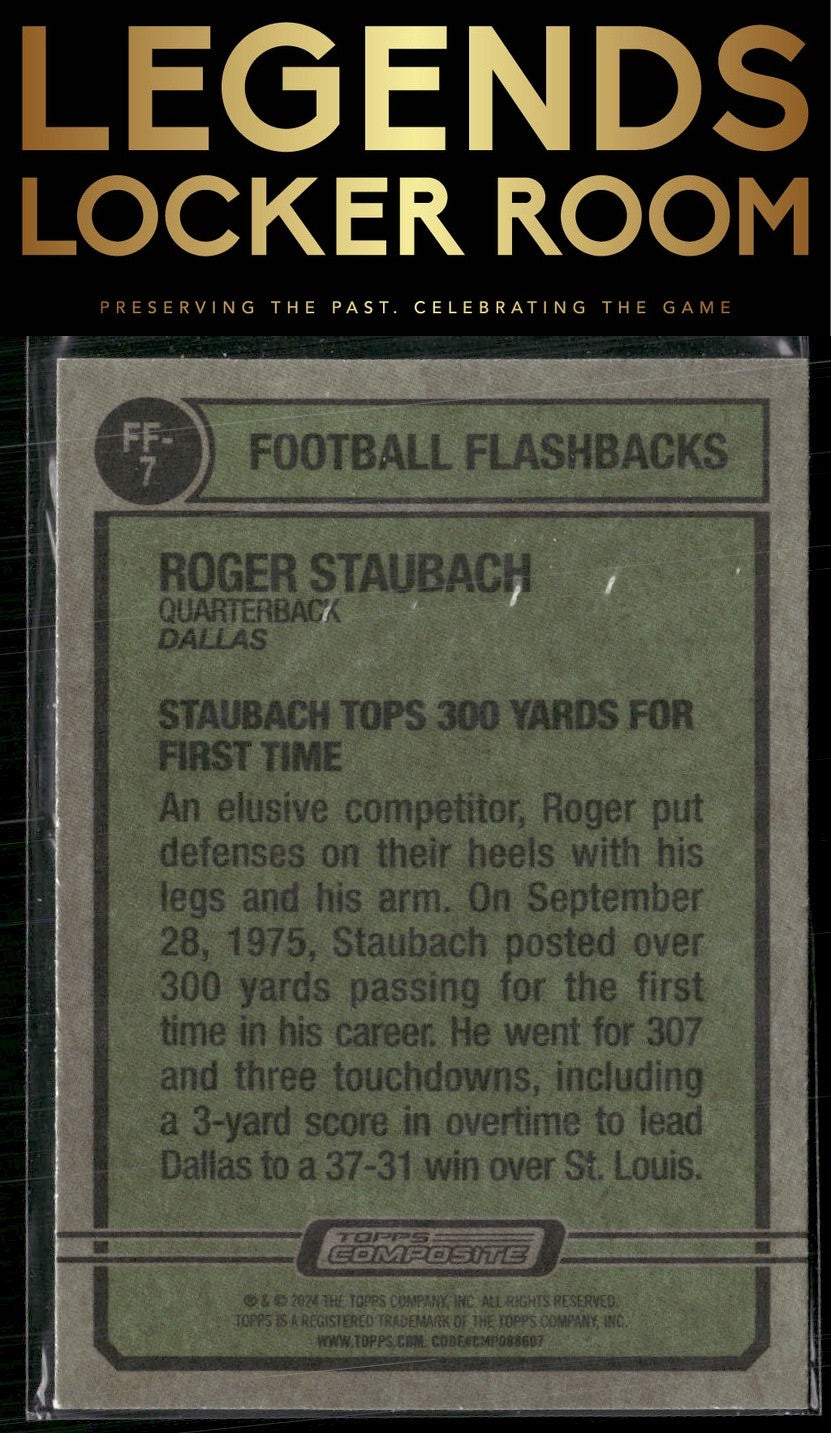 LEGENDS
LOCKER ROOM
PRESERVING THE PAST. CELEBRATING THE GAME
FF-
7
FOOTBALL FLASHBACKS
ROGER STAUBACH
QUARTERBACK
DALLAS
STAUBACH TOPS 300 YARDS FOR
FIRST TIME
An elusive competitor, Roger put
defenses on their heels with his
legs and his arm. On September
28, 1975, Staubach posted over
300 yards passing for the first
time in his career. He went for 307
and three touchdowns, including
a 3-yard score in overtime to lead
Dallas to a 37-31 win over St. Louis.
TOPPS
COMPOSITE
® & © 2024 THE TOPPS COMPANY, INC. ALL RIGHTS RESERVED.
TOPPS IS A REGISTERED TRADEMARK OF THE TOPPS COMPANY, INC.
WWW.TOPPS.COM. CODE#CMP088607